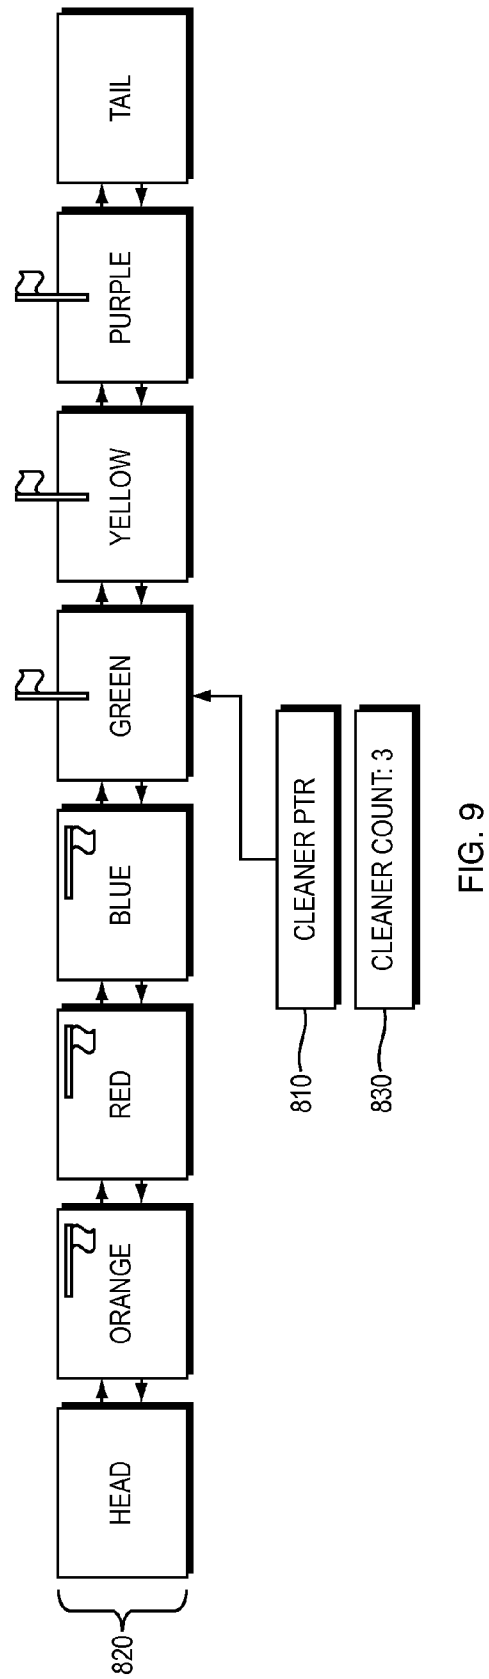 820
HEAD
ORANGE
RED
BLUE
GREEN
YELLOW
PURPLE
TAIL
810
CLEANER PTR
830
CLEANER COUNT: 3
FIG. 9